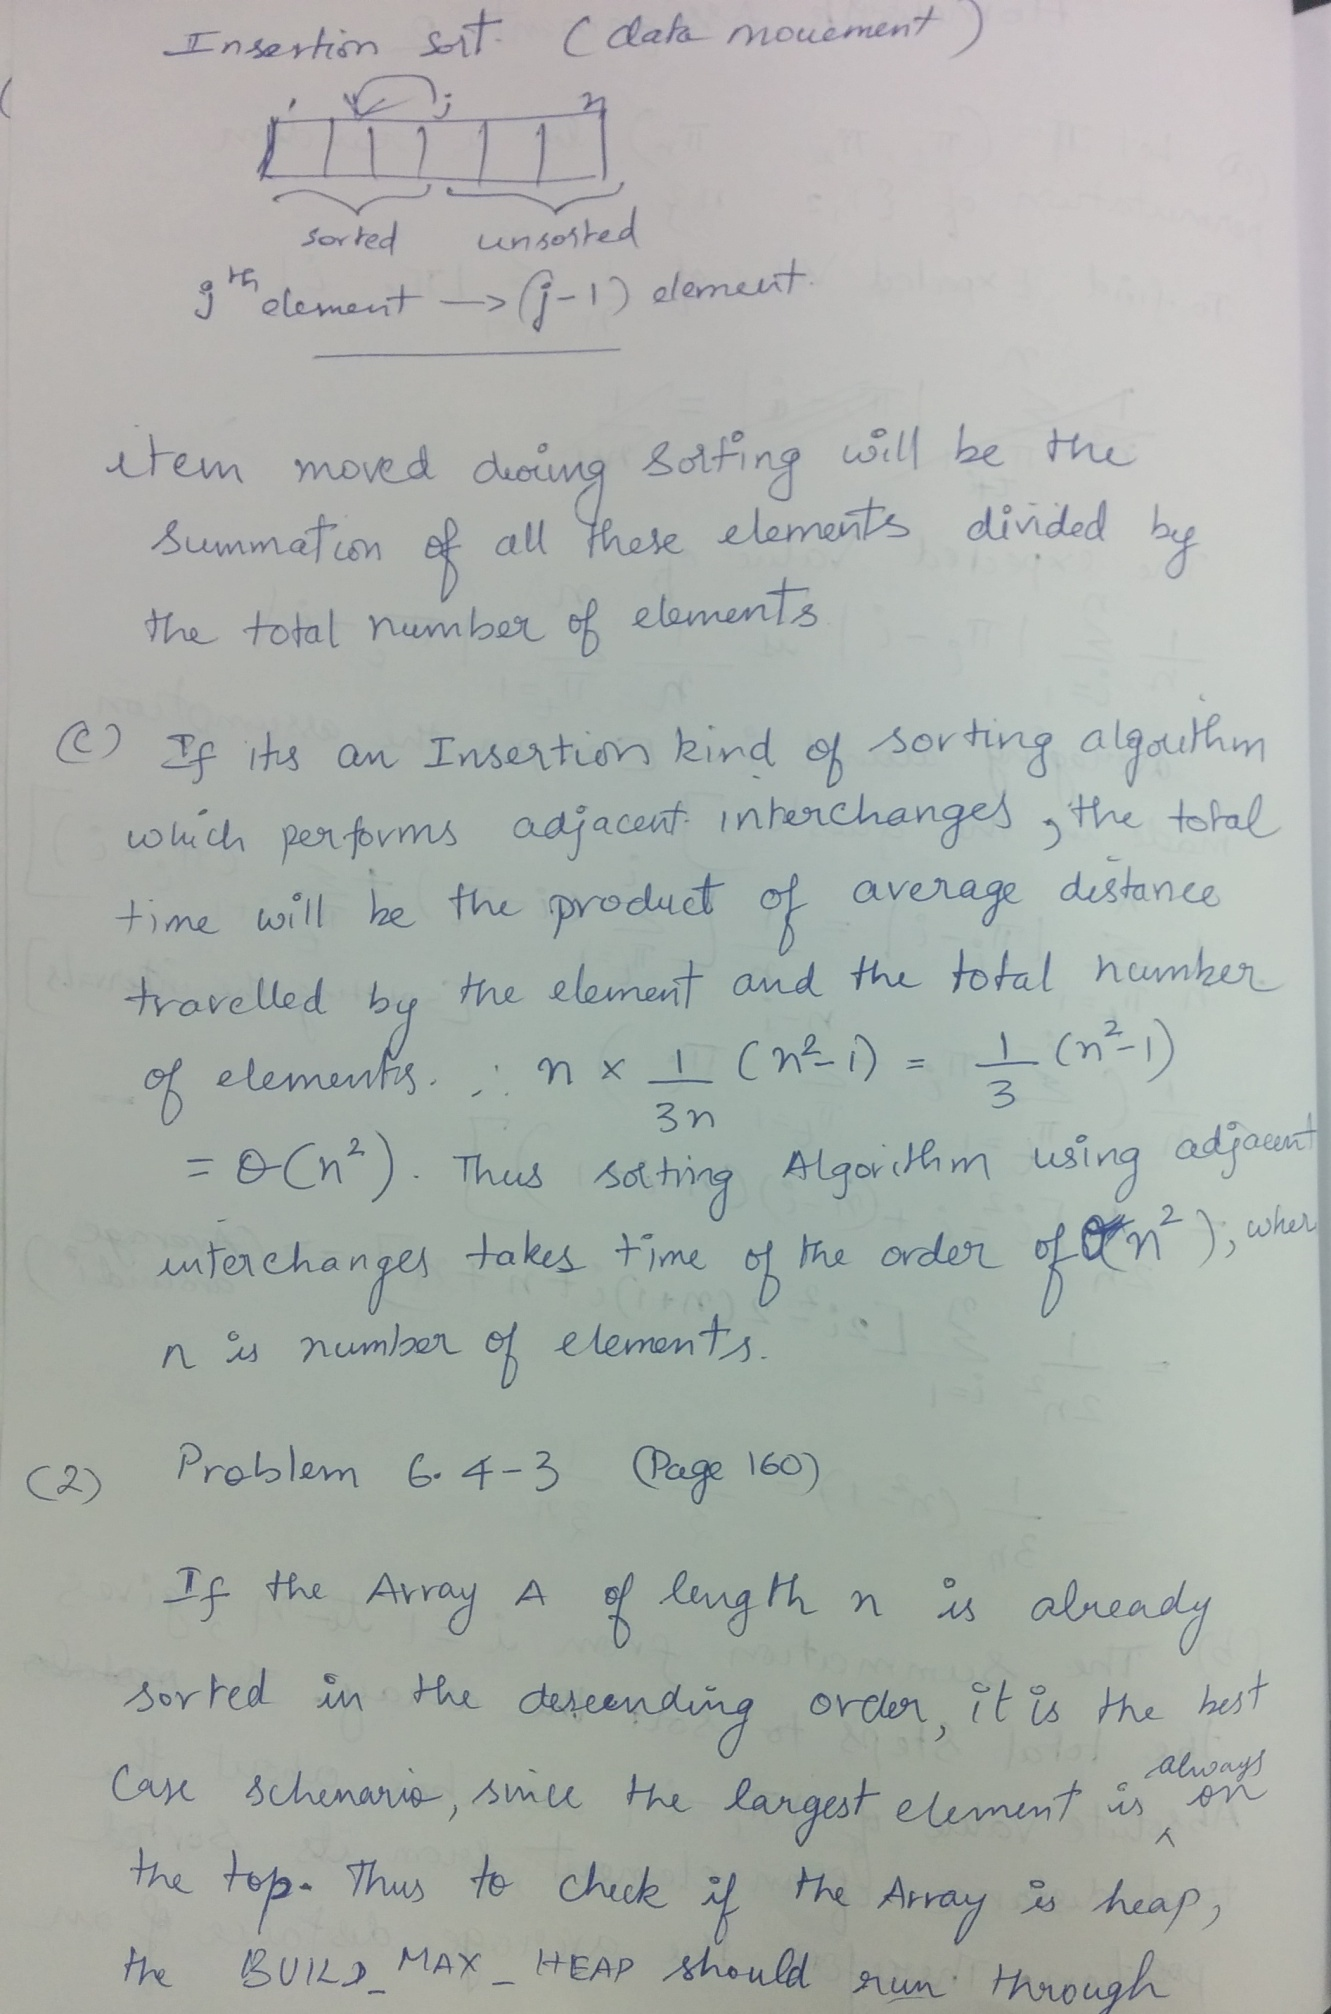 Insertion sort. (data movement)
j n
sorted unsorted
jth element → (j-1) element.
item moved during sorting will be the
summation of all these elements divided by
the total number of elements
(C) If its an Insertion kind of sorting algorithm
which performs adjacent interchanges, the total
time will be the product of average distance
travelled by the element and the total number
of elements. ∴ n × 1/3n (n²-1) = 1/3 (n²-1)
= θ(n²). Thus sorting Algorithm using adjacent
interchanges takes time of the order of O(n²); wher
n is number of elements.
(2) Problem 6.4-3 (Page 160)
If the Array A of length n is already
sorted in the descending order, it is the best
Case schenario, since the largest element is always on
the top. Thus to check if the Array is heap,
the BUILD_MAX_HEAP should run through